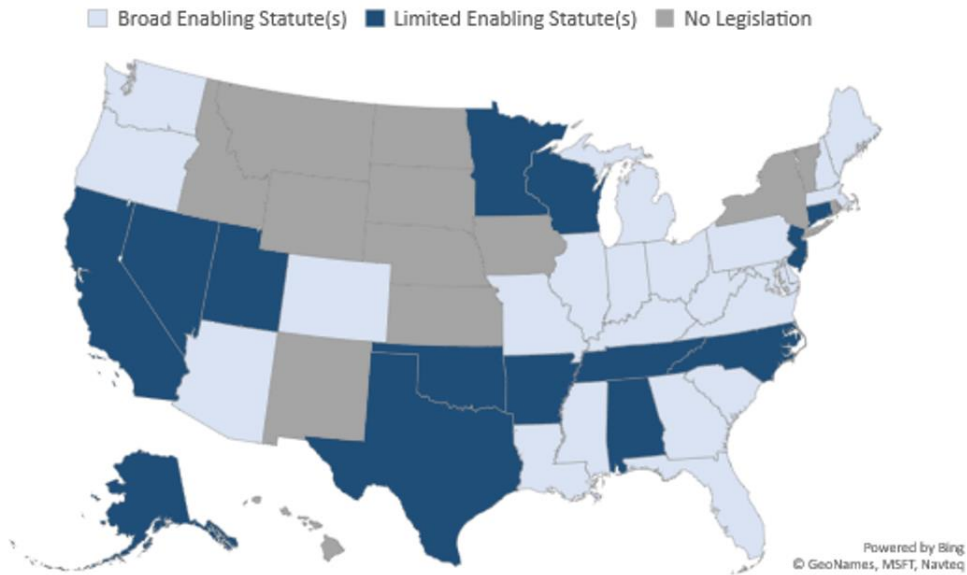 Broad Enabling Statute(s) Limited Enabling Statute(s) No Legislation
Powered by Bing
© GeoNames, MSFT, Navteq